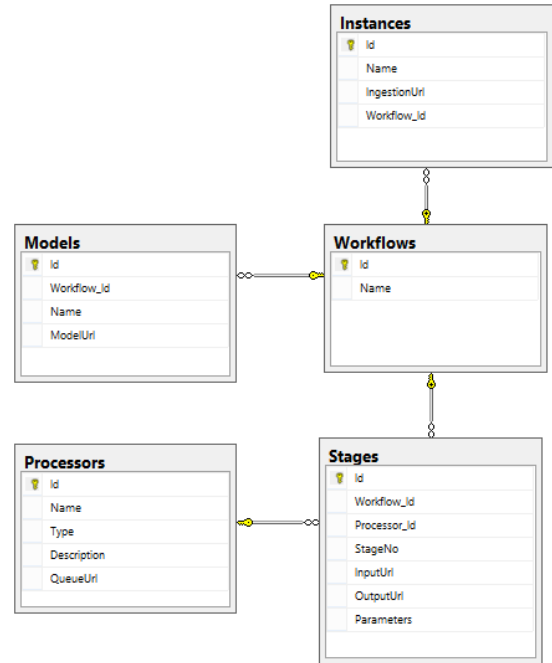 Instances
Id
Name
IngestionUrl
Workflow_Id
Models
Id
Workflow_Id
Name
ModelUrl
Workflows
Id
Name
Processors
Id
Name
Type
Description
QueueUrl
Stages
Id
Workflow_Id
Processor_Id
StageNo
InputUrl
OutputUrl
Parameters